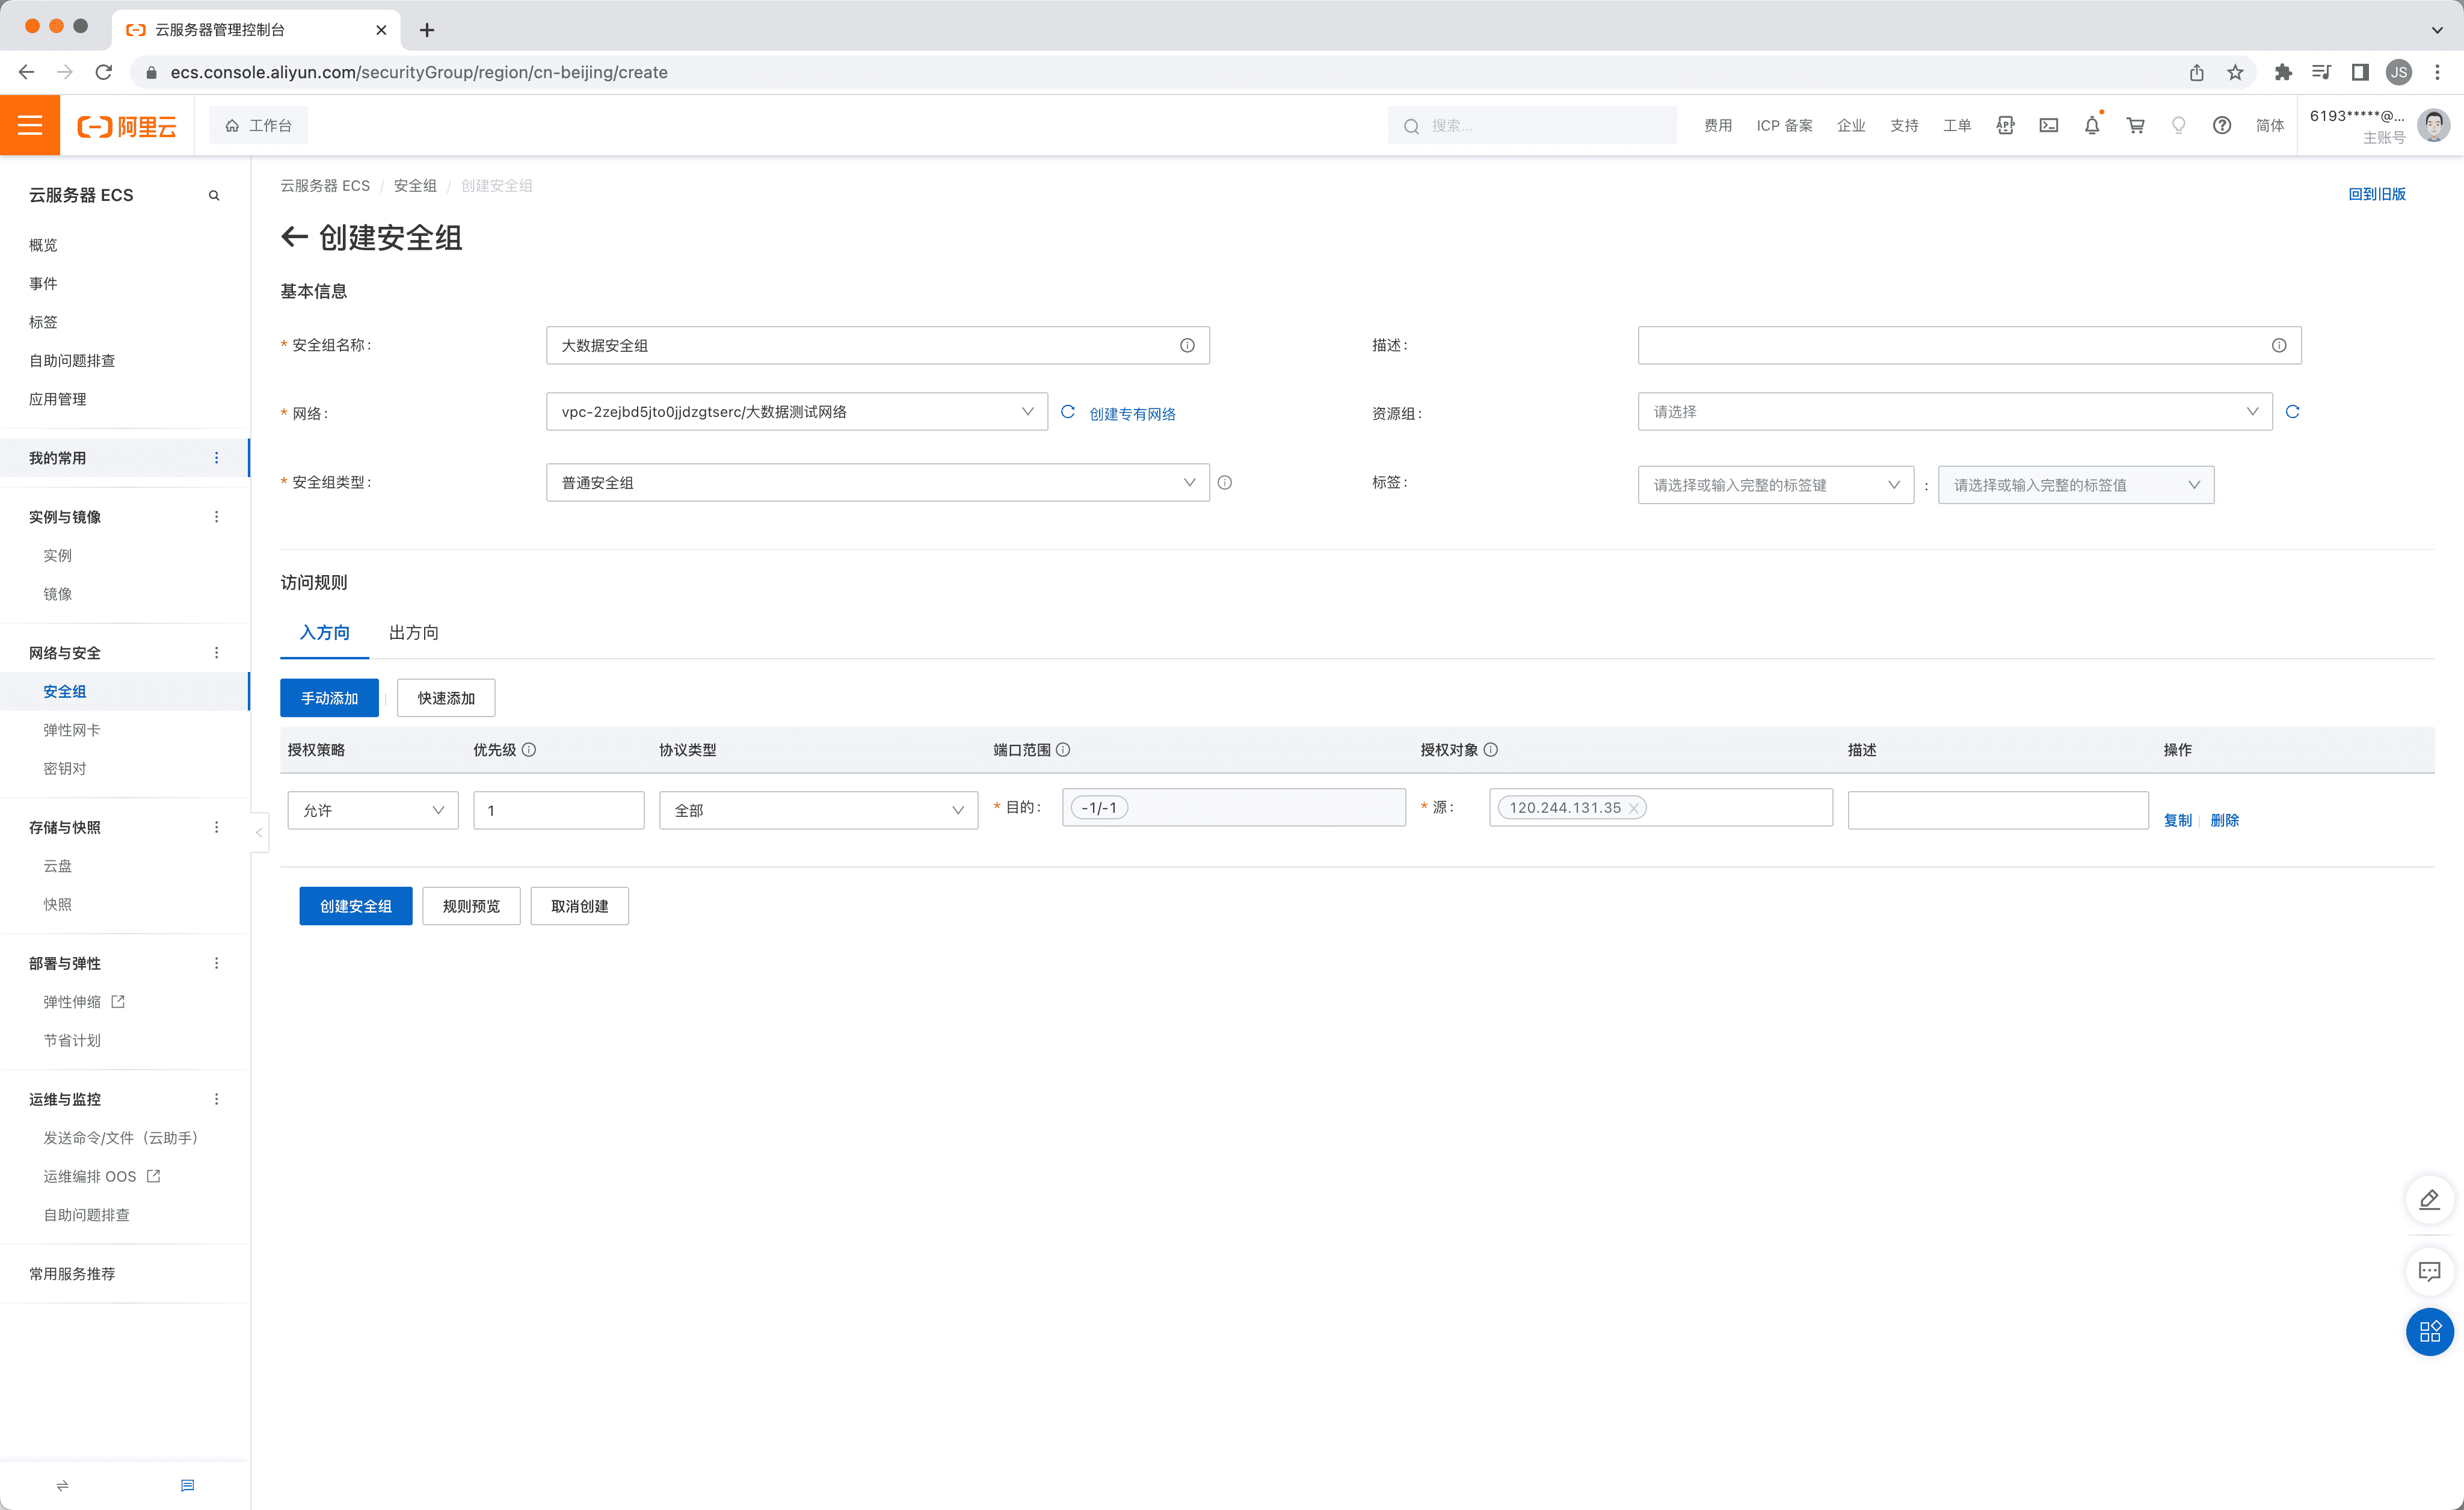 云服务器管理控制台
ecs.console.aliyun.com/securityGroup/region/cn-beijing/create
JS
阿里云
工作台
搜索...
费用
ICP 备案
企业
支持
工单
APP
简体
6193*****@...
主账号
云服务器 ECS
概览
事件
标签
自助问题排查
应用管理
我的常用
实例与镜像
实例
镜像
网络与安全
安全组
弹性网卡
密钥对
存储与快照
云盘
快照
部署与弹性
弹性伸缩
节省计划
运维与监控
发送命令/文件（云助手）
运维编排 OOS
自助问题排查
常用服务推荐
云服务器 ECS / 安全组 / 创建安全组
回到旧版
创建安全组
基本信息
* 安全组名称：
大数据安全组
描述：
* 网络：
vpc-2zejbd5jto0jjdzgtserc/大数据测试网络
创建专有网络
资源组：
请选择
* 安全组类型：
普通安全组
标签：
请选择或输入完整的标签键
:
请选择或输入完整的标签值
访问规则
入方向
出方向
手动添加
快速添加
授权策略
优先级
协议类型
端口范围
授权对象
描述
操作
允许
1
全部
* 目的：
-1/-1
* 源：
120.244.131.35
复制
删除
创建安全组
规则预览
取消创建